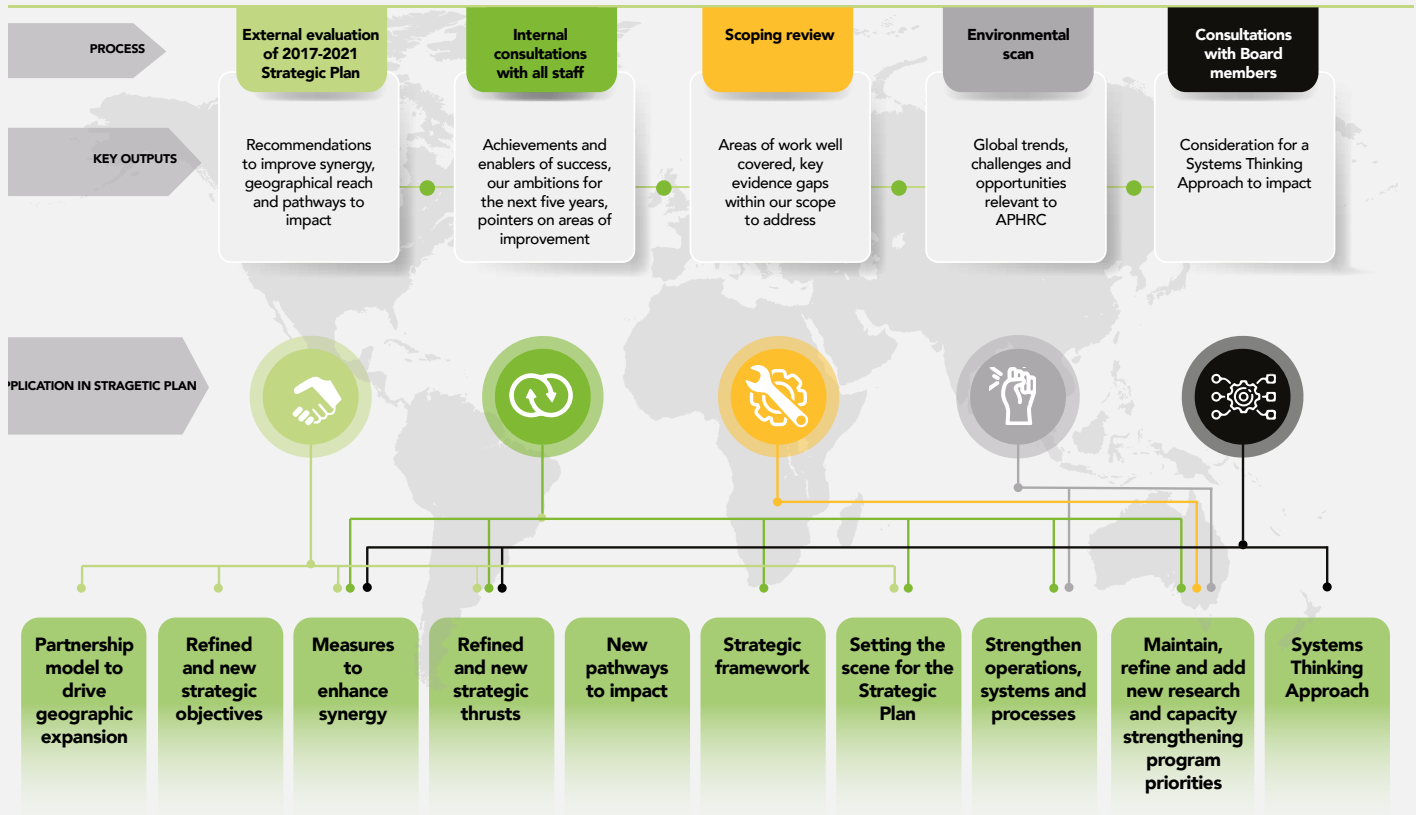 PROCESS
External evaluation
of 2017-2021
Strategic Plan
Internal
consultations
with all staff
Scoping review
Environmental
scan
Consultations
with Board
members
KEY OUTPUTS
Recommendations
to improve synergy,
geographical reach
and pathways to
impact
Achievements and
enablers of success,
our ambitions for
the next five years,
pointers on areas of
improvement
Areas of work well
covered, key
evidence gaps
within our scope
to address
Global trends,
challenges and
opportunities
relevant to
APHRC
Consideration for a
Systems Thinking
Approach to impact
PPLICATION IN STRAGETIC PLAN
Partnership
model to
drive
geographic
expansion
Refined
and new
strategic
objectives
Measures
to
enhance
synergy
Refined
and new
strategic
thrusts
New
pathways
to impact
Strategic
framework
Setting the
scene for the
Strategic
Plan
Strengthen
operations,
systems and
processes
Maintain,
refine and add
new research
and capacity
strengthening
program
priorities
Systems
Thinking
Approach